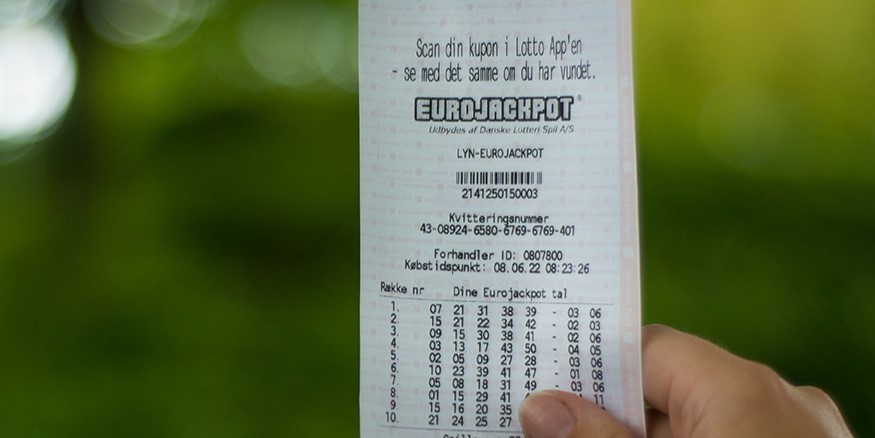 Scan din kupon i Lotto App'en
- se med det samme om du har vundet.
EUROJACKPOT®
Udbydes af Danske Lotteri Spil A/S
LYN-EUROJACKPOT
2141250150003
Kvitteringsnummer
43-08924-6580-6769-6769-401
Forhandler ID: 0807800
Købstidspunkt: 08.06.22 08:23:26
Række nr Dine Eurojackpot tal
1. 07 21 31 38 39 - 03 06
2. 15 21 22 34 42 - 02 03
3. 09 15 30 38 41 - 02 06
4. 03 13 17 43 50 - 04 05
5. 02 05 09 27 28 - 03 06
6. 10 23 39 41 47 - 01 08
7. 05 08 18 31 49 - 03 06
8. 01 15 29 41 11
9. 15 16 20 35
10. 21 24 25 27